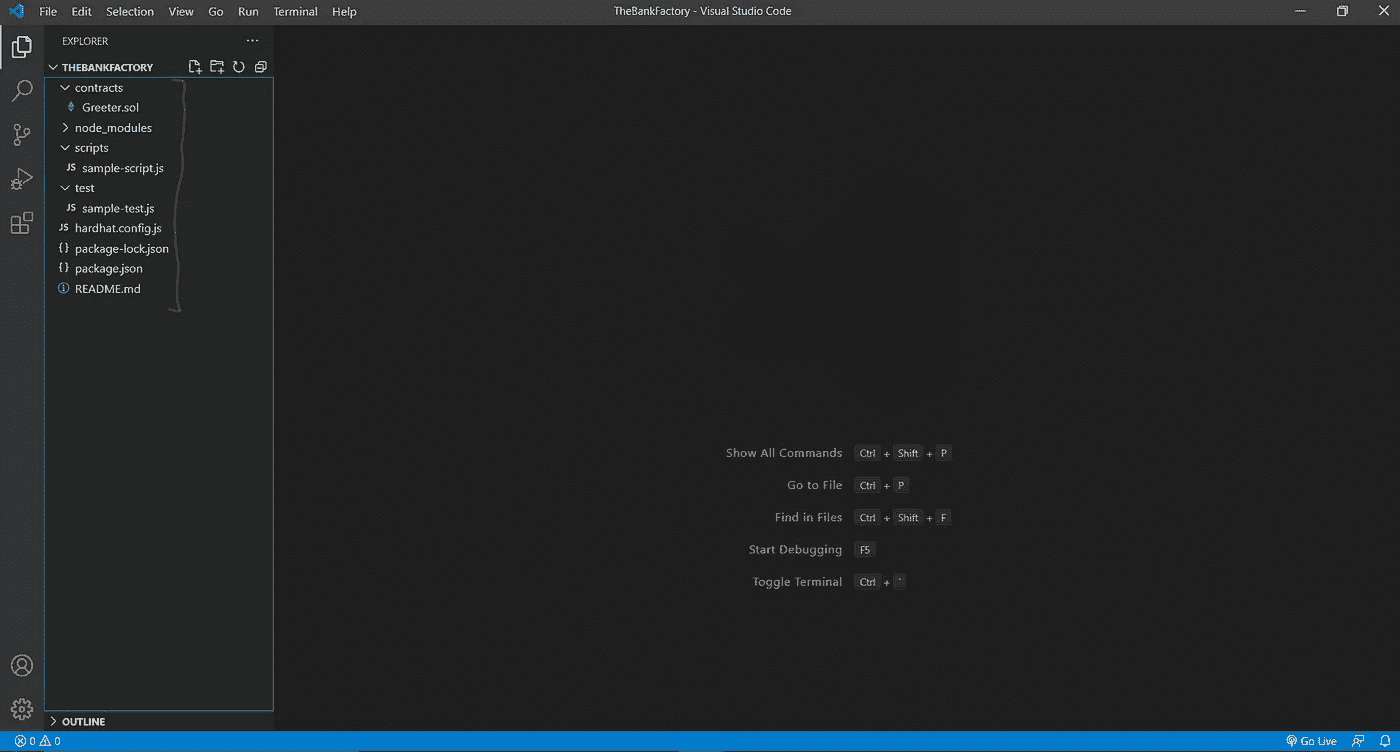 File Edit Selection View Go Run Terminal Help TheBankFactory - Visual Studio Code
EXPLORER ...
THEBANKFACTORY
contracts
Greeter.sol
node_modules
scripts
JS sample-script.js
test
JS sample-test.js
JS hardhat.config.js
{} package-lock.json
{} package.json
README.md
Show All Commands Ctrl + Shift + P
Go to File Ctrl + P
Find in Files Ctrl + Shift + F
Start Debugging F5
Toggle Terminal Ctrl + `
OUTLINE
0 0 Go Live